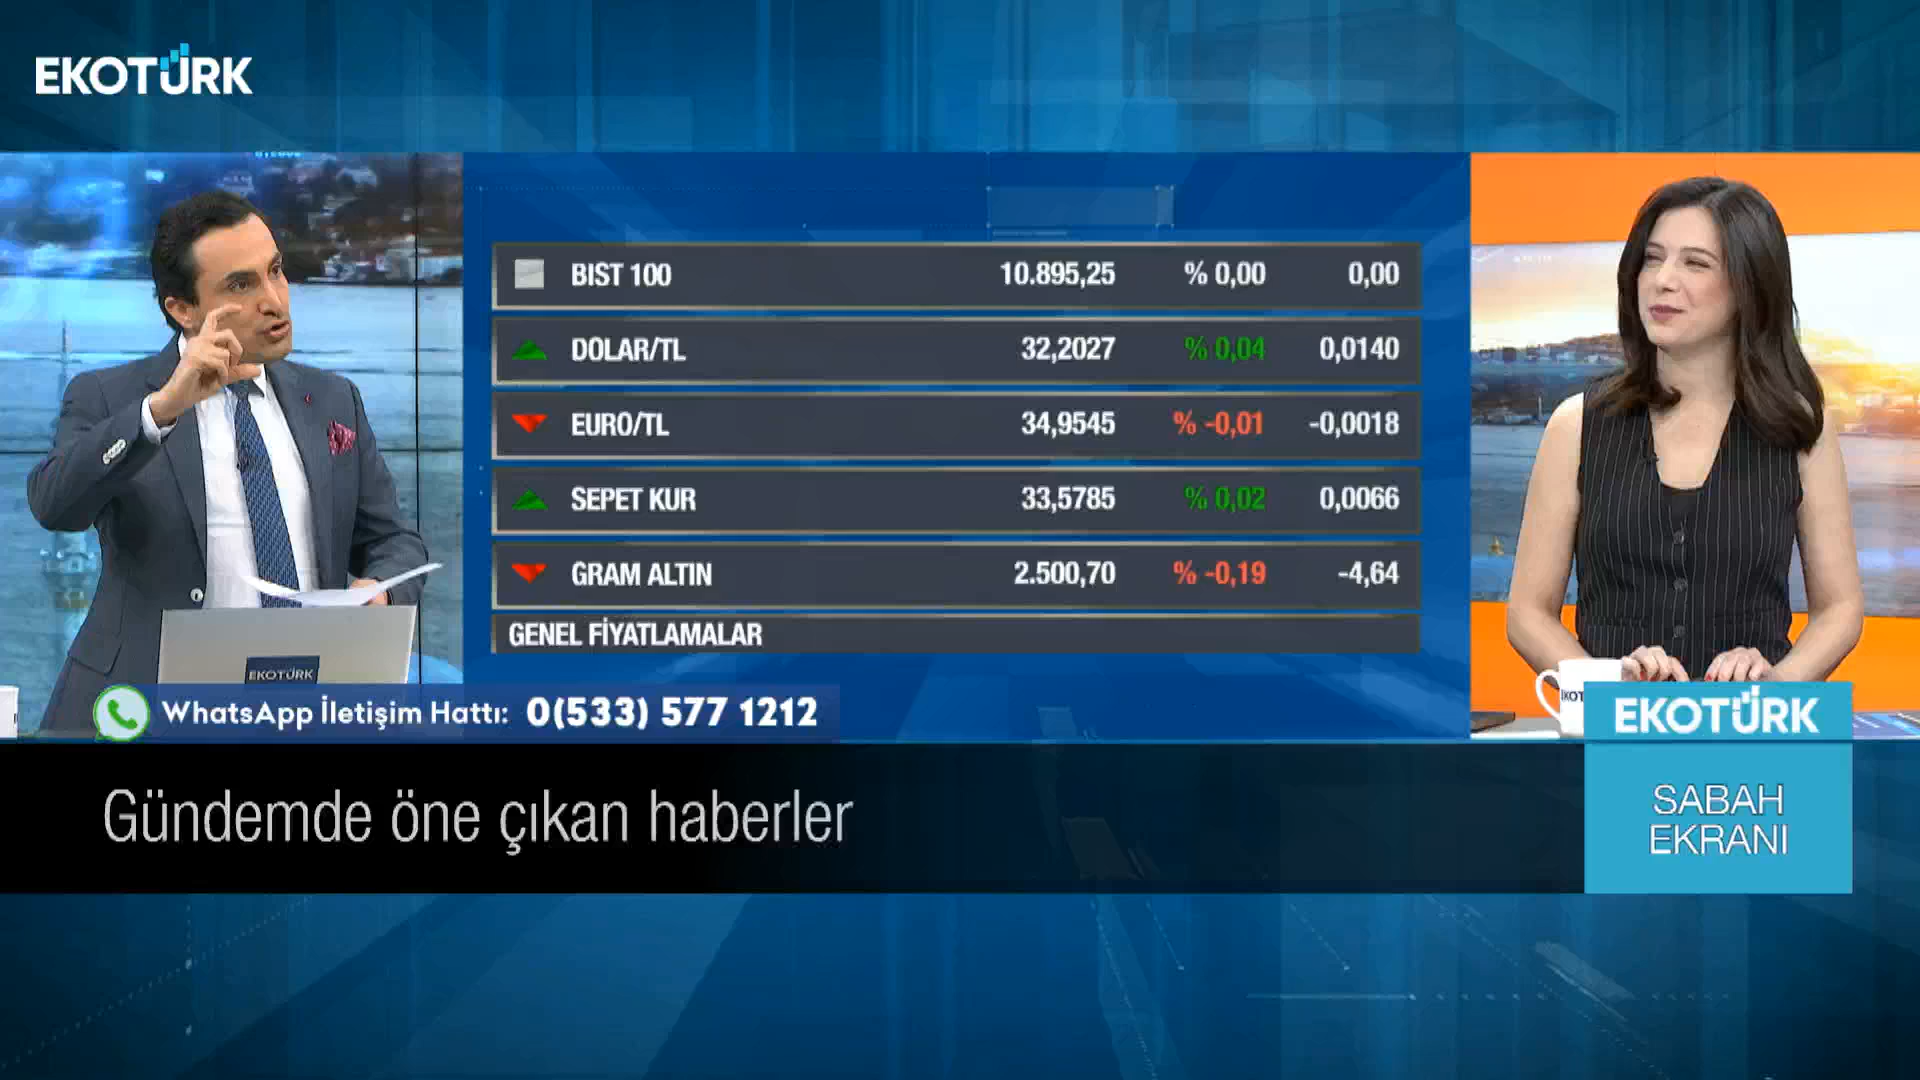 EKOTÜRK
BIST 100 10.895,25 % 0,00 0,00
DOLAR/TL 32,2027 % 0,04 0,0140
EURO/TL 34,9545 % -0,01 -0,0018
SEPET KUR 33,5785 % 0,02 0,0066
GRAM ALTIN 2.500,70 % -0,19 -4,64
GENEL FİYATLAMALAR
EKOTÜRK
WhatsApp İletişim Hattı: 0(533) 577 1212
EKOTÜRK
Gündemde öne çıkan haberler
SABAH
EKRANI